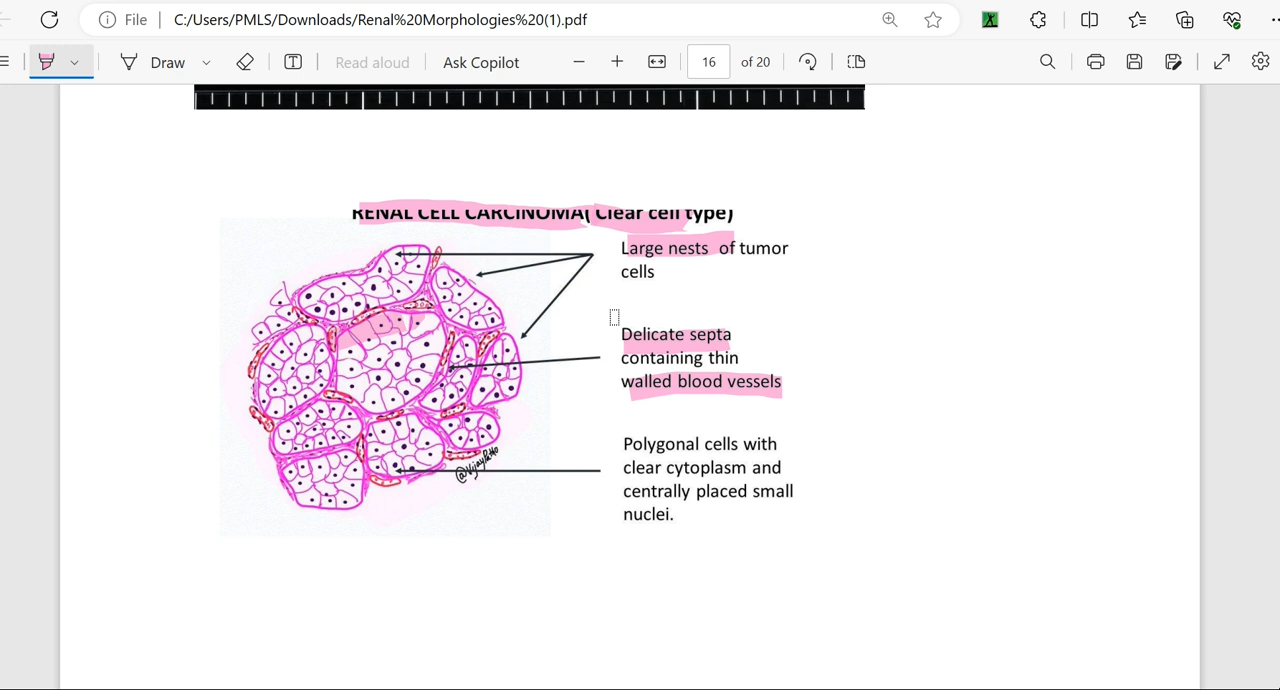 File
C:/Users/PMLS/Downloads/Renal%20Morphologies%20(1).pdf
Draw
Read aloud
Ask Copilot
16
of 20
RENAL CELL CARCINOMA( Clear cell type)
Large nests of tumor
cells
Delicate septa
containing thin
walled blood vessels
Polygonal cells with
clear cytoplasm and
centrally placed small
nuclei.